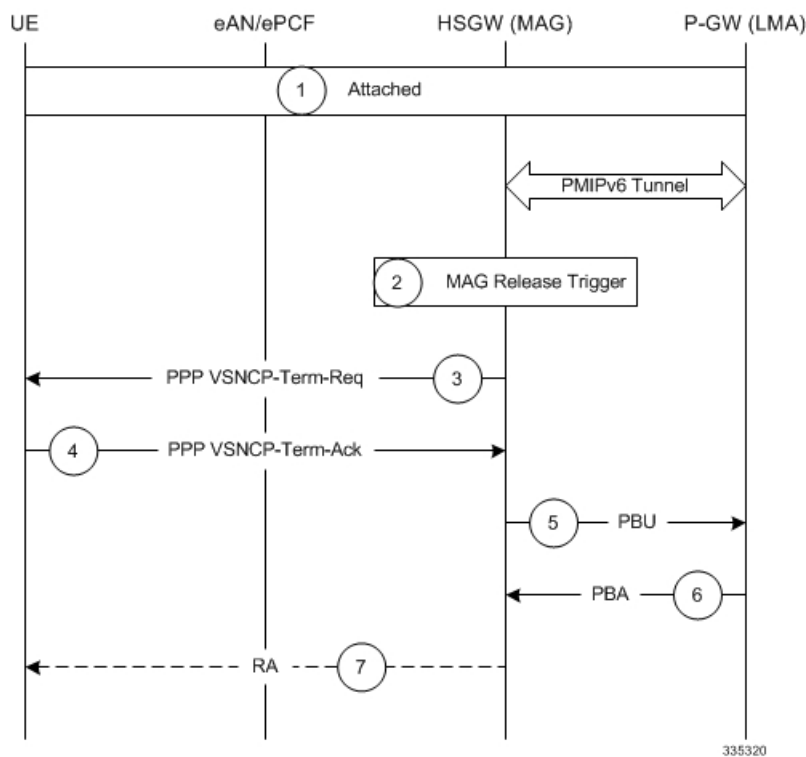 UE eAN/ePCF HSGW (MAG) P-GW (LMA)
1 Attached
PMIPv6 Tunnel
2 MAG Release Trigger
PPP VSNCP-Term-Req 3
4 PPP VSNCP-Term-Ack
5 PBU
PBA 6
RA 7
335320